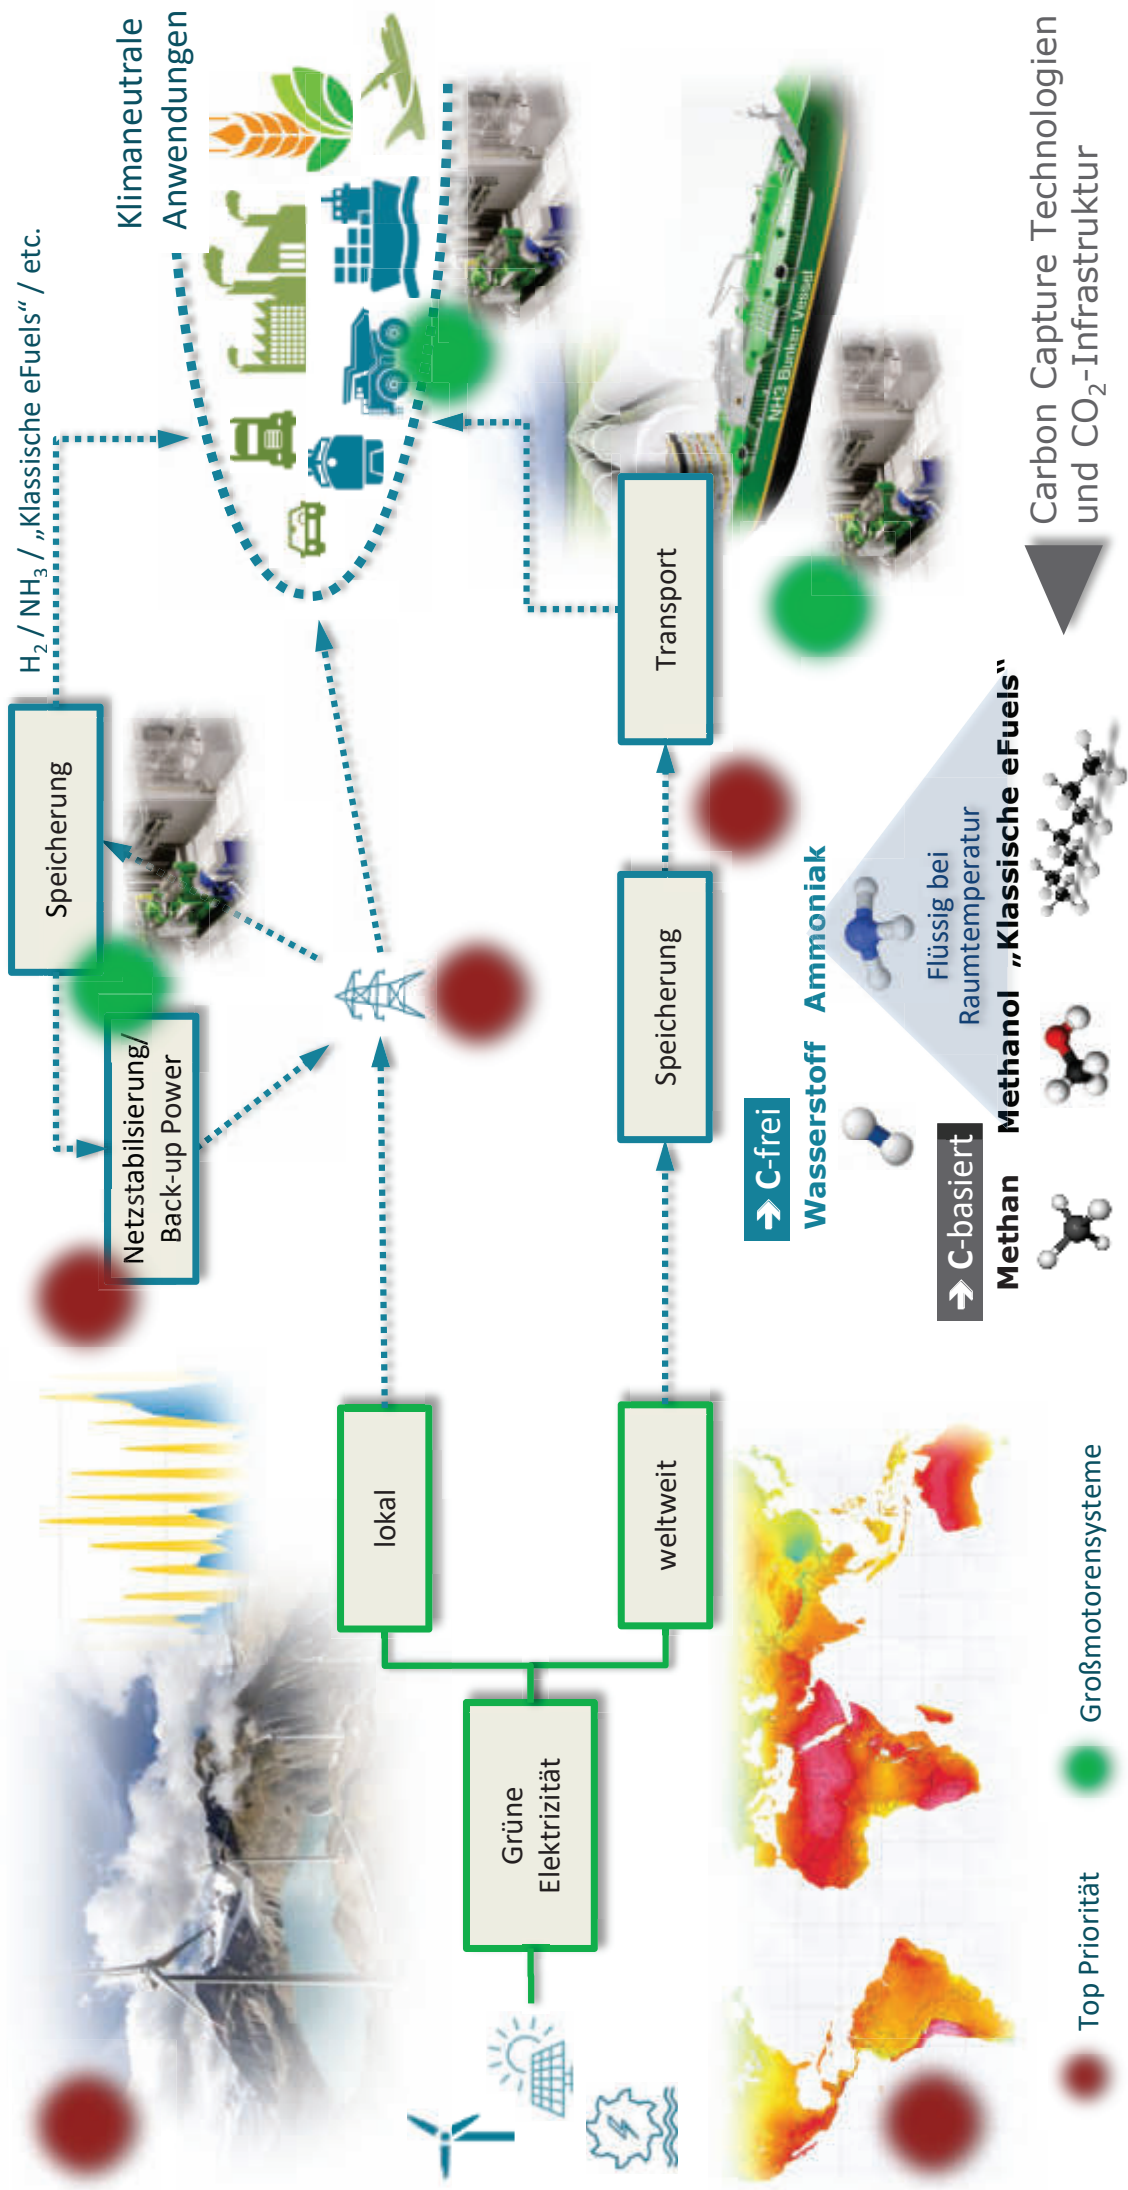 Grüne
Elektrizität
lokal
weltweit
Netzstabilsierung/
Back-up Power
Speicherung
H₂ / NH₃ / „Klassische eFuels“ / etc.
Klimaneutrale
Anwendungen
Speicherung
Transport
NH3 Bunker Vessel
➔ C-frei
Wasserstoff Ammoniak
Flüssig bei
Raumtemperatur
➔ C-basiert
Methan Methanol „Klassische eFuels“
Carbon Capture Technologien
und CO₂-Infrastruktur
Top Priorität
Großmotorensysteme